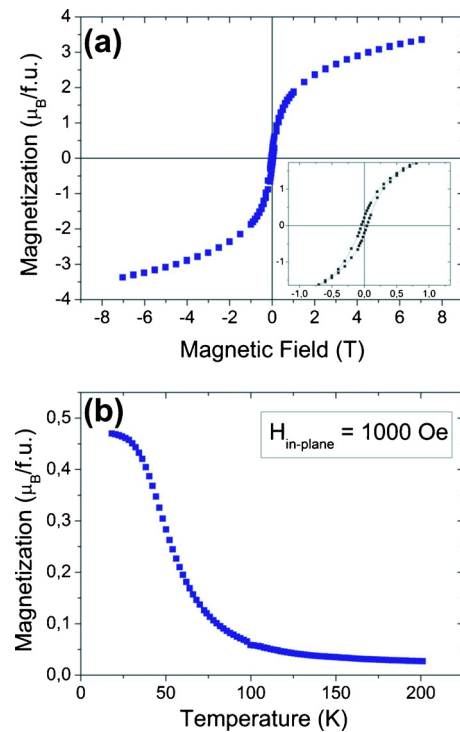 (a)
Magnetization (μB/f.u.)
4
3
2
1
0
-1
-2
-3
-4
-8 -6 -4 -2 0 2 4 6 8
Magnetic Field (T)
1
0
-1
-1,0 -0,5 0,0 0,5 1,0
(b)
Magnetization (μB/f.u.)
0,5
0,4
0,3
0,2
0,1
0,0
H in-plane = 1000 Oe
0 50 100 150 200
Temperature (K)